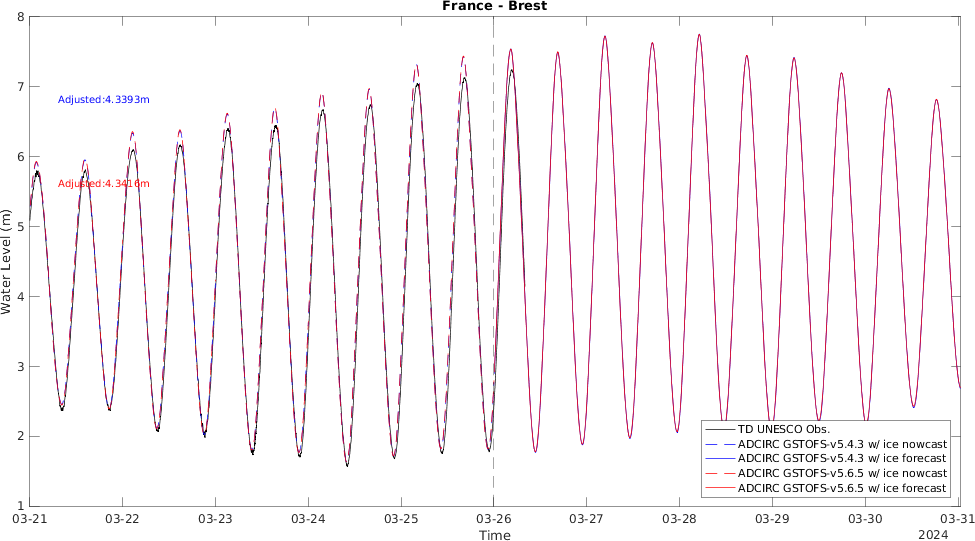 France - Brest
8
7
6
5
4
3
2
1
Water Level (m)
Adjusted:4.3393m
Adjusted:4.3416m
TD UNESCO Obs.
ADCIRC GSTOFS-v5.4.3 w/ ice nowcast
ADCIRC GSTOFS-v5.4.3 w/ ice forecast
ADCIRC GSTOFS-v5.6.5 w/ ice nowcast
ADCIRC GSTOFS-v5.6.5 w/ ice forecast
03-21 03-22 03-23 03-24 03-25 03-26 03-27 03-28 03-29 03-30 03-31
Time
2024